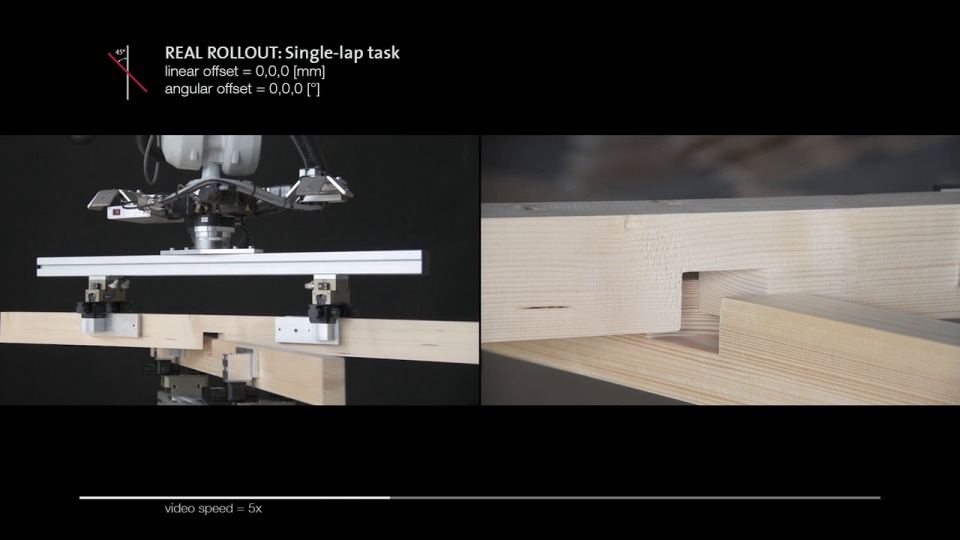 45°
REAL ROLLOUT: Single-lap task
linear offset = 0,0,0 [mm]
angular offset = 0,0,0 [°]
video speed = 5x